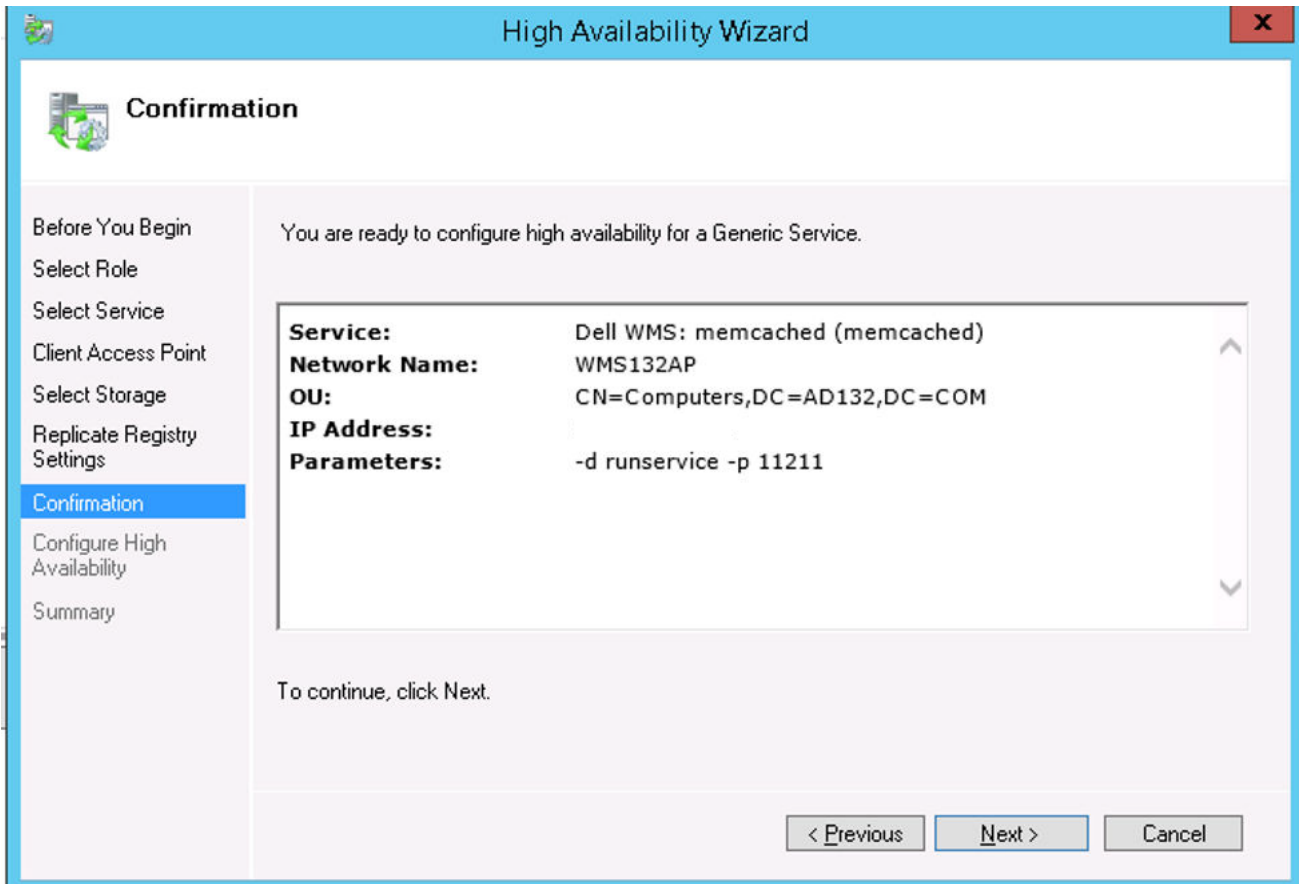 High Availability Wizard
x
Confirmation
Before You Begin
Select Role
Select Service
Client Access Point
Select Storage
Replicate Registry
Settings
Confirmation
Configure High
Availability
Summary
You are ready to configure high availability for a Generic Service.
Service: Dell WMS: memcached (memcached)
Network Name: WMS132AP
OU: CN=Computers,DC=AD132,DC=COM
IP Address:
Parameters: -d runservice -p 11211
To continue, click Next.
< Previous Next > Cancel